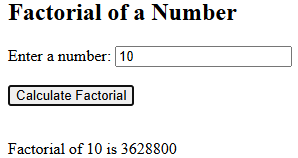 Factorial of a Number
Enter a number: 10
Calculate Factorial
Factorial of 10 is 3628800